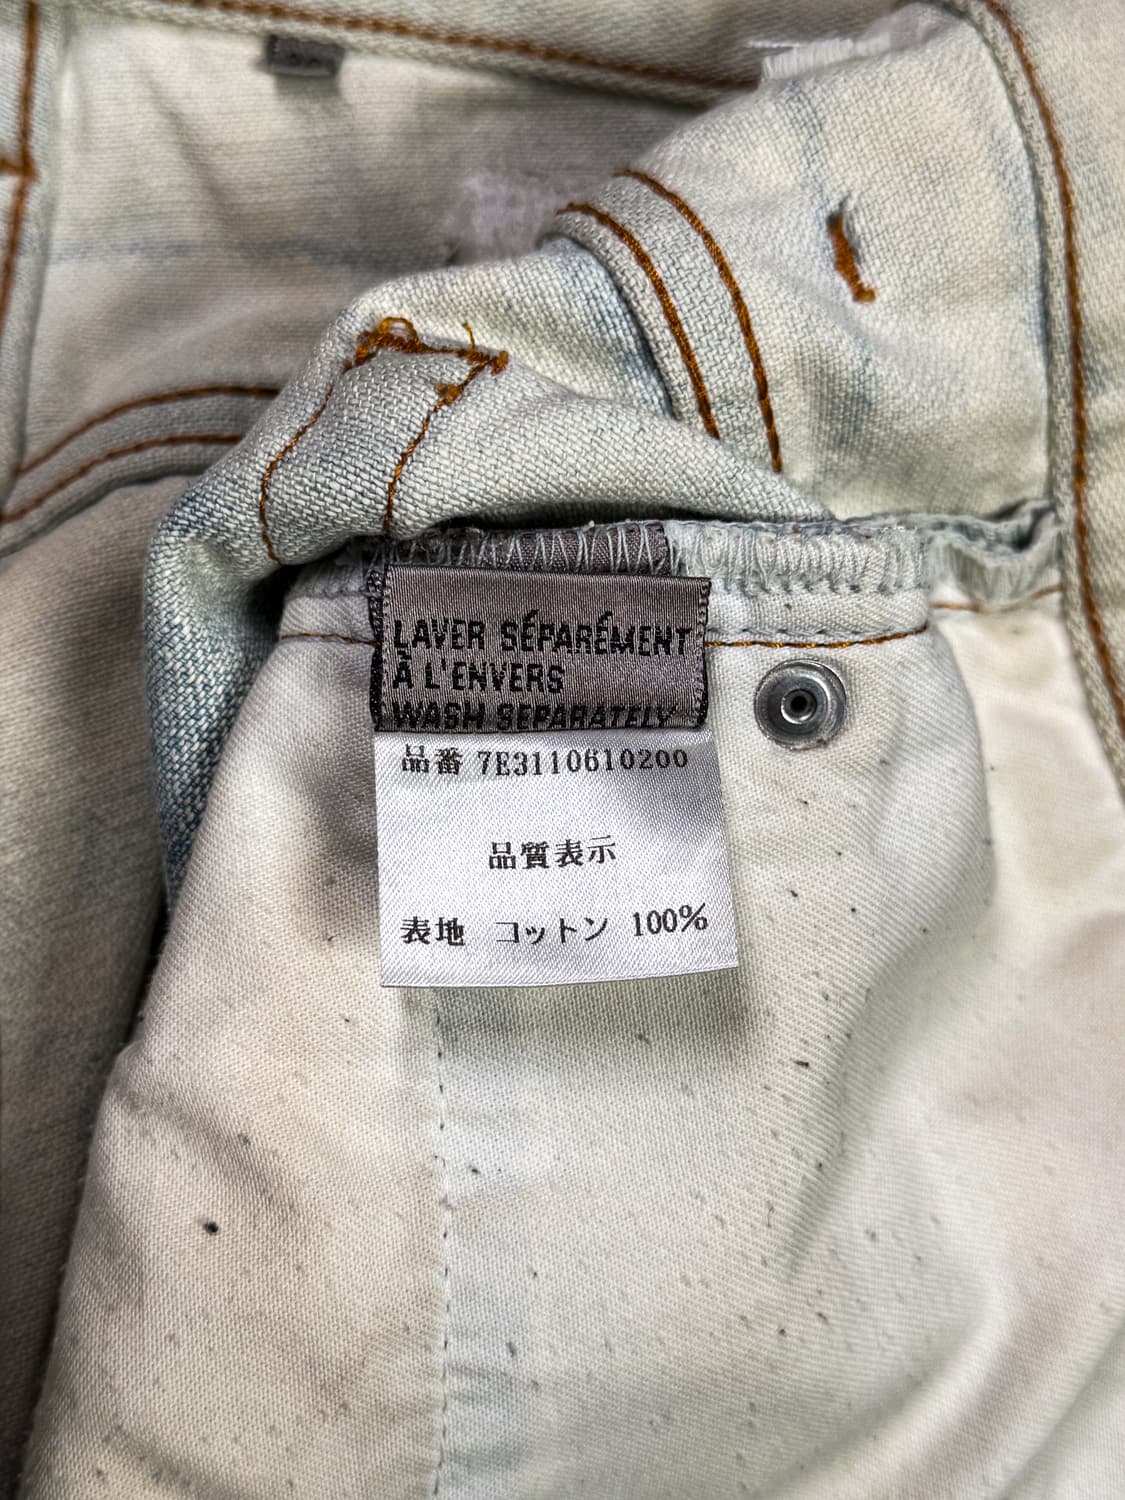 LAVER SÉPARÉMENT
À L'ENVERS
WASH SEPARATELY
品番 7E3110610200
品質表示
表地 コットン 100%